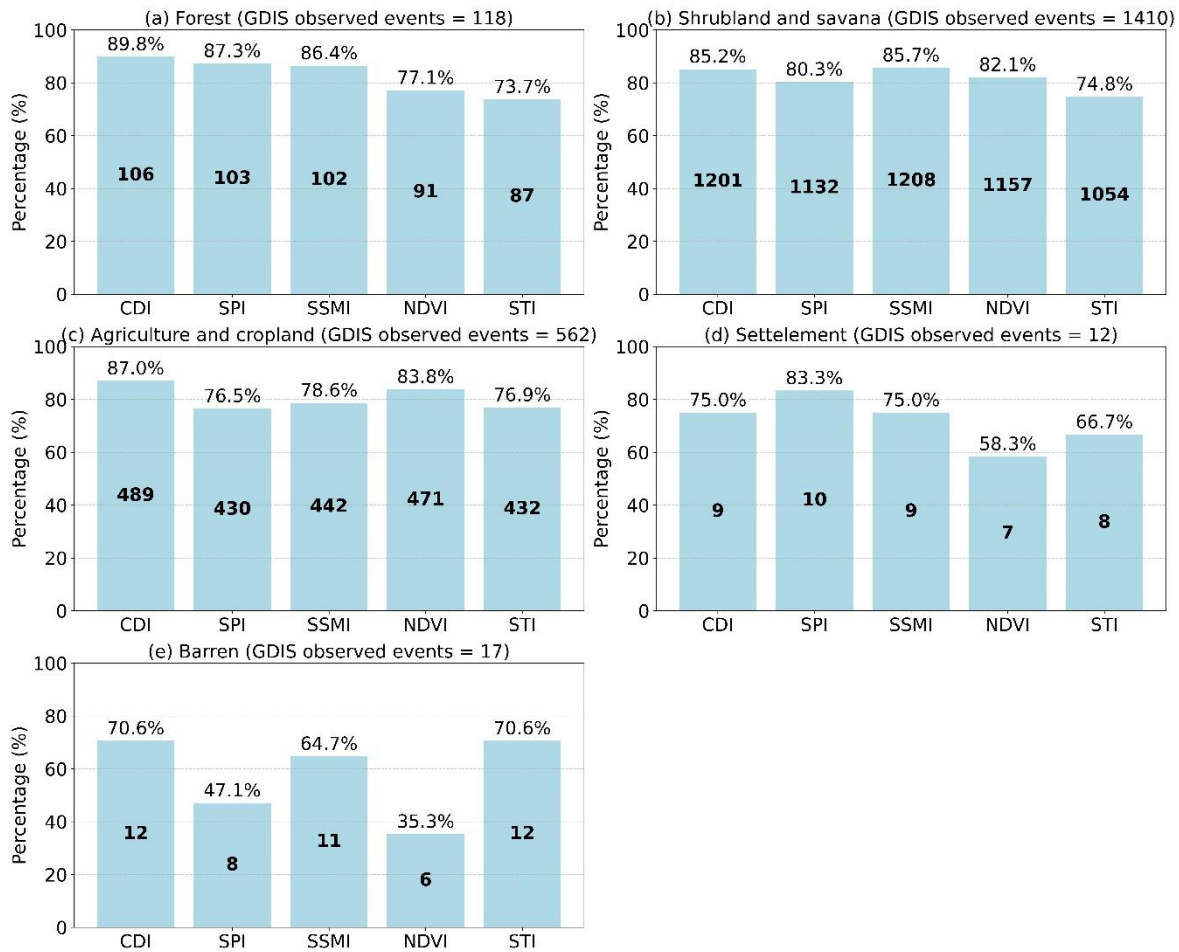 (a) Forest (GDIS observed events = 118)
Percentage (%)
100
80
60
40
20
0
89.8% 87.3% 86.4% 77.1% 73.7%
106 103 102 91 87
CDI SPI SSMI NDVI STI
(b) Shrubland and savana (GDIS observed events = 1410)
Percentage (%)
100
80
60
40
20
0
85.2% 80.3% 85.7% 82.1% 74.8%
1201 1132 1208 1157 1054
CDI SPI SSMI NDVI STI
(c) Agriculture and cropland (GDIS observed events = 562)
Percentage (%)
100
80
60
40
20
0
87.0% 76.5% 78.6% 83.8% 76.9%
489 430 442 471 432
CDI SPI SSMI NDVI STI
(d) Settelement (GDIS observed events = 12)
Percentage (%)
100
80
60
40
20
0
75.0% 83.3% 75.0% 58.3% 66.7%
9 10 9 7 8
CDI SPI SSMI NDVI STI
(e) Barren (GDIS observed events = 17)
Percentage (%)
100
80
60
40
20
0
70.6% 47.1% 64.7% 35.3% 70.6%
12 8 11 6 12
CDI SPI SSMI NDVI STI